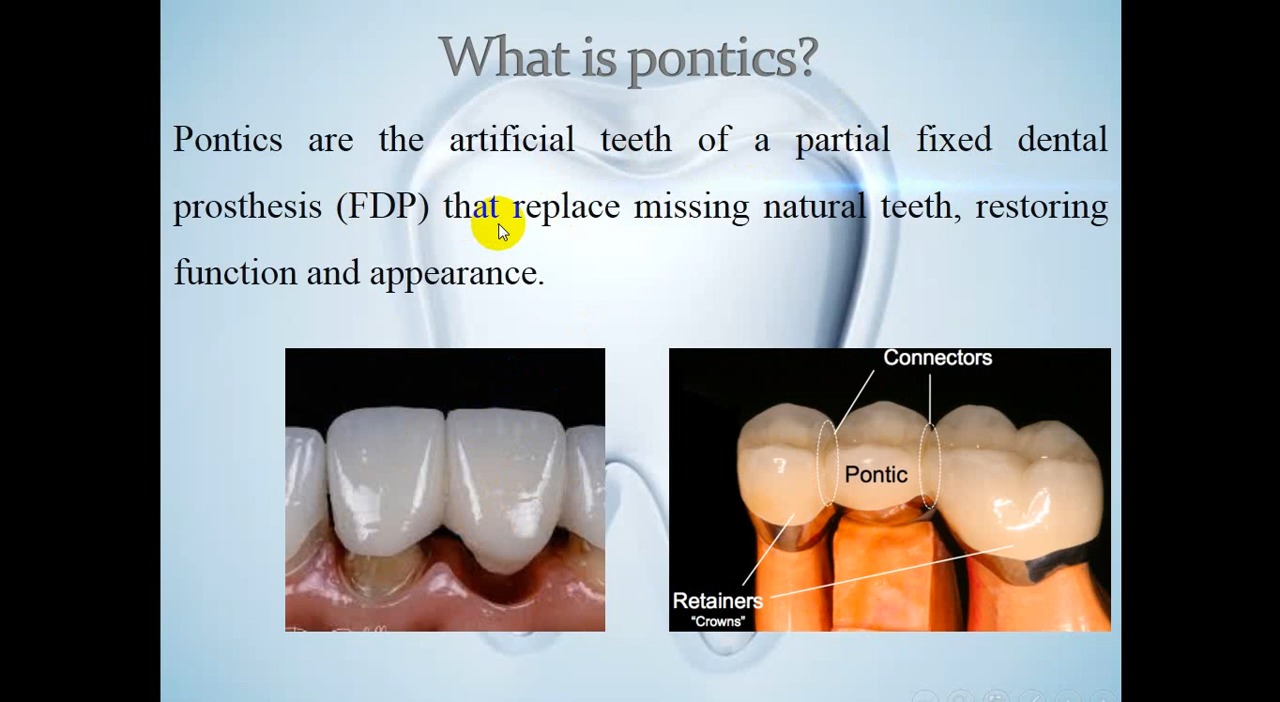 What is pontics?
Pontics are the artificial teeth of a partial fixed dental
prosthesis (FDP) that replace missing natural teeth, restoring
function and appearance.
Connectors
Pontic
Retainers
"Crowns"